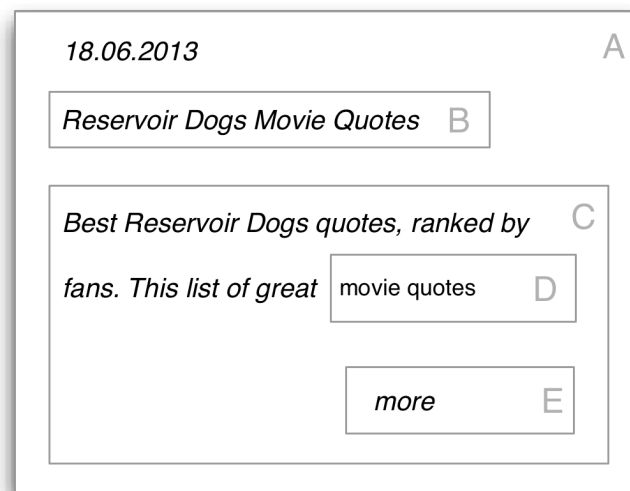 18.06.2013 A
Reservoir Dogs Movie Quotes B
Best Reservoir Dogs quotes, ranked by C
fans. This list of great movie quotes D
more E